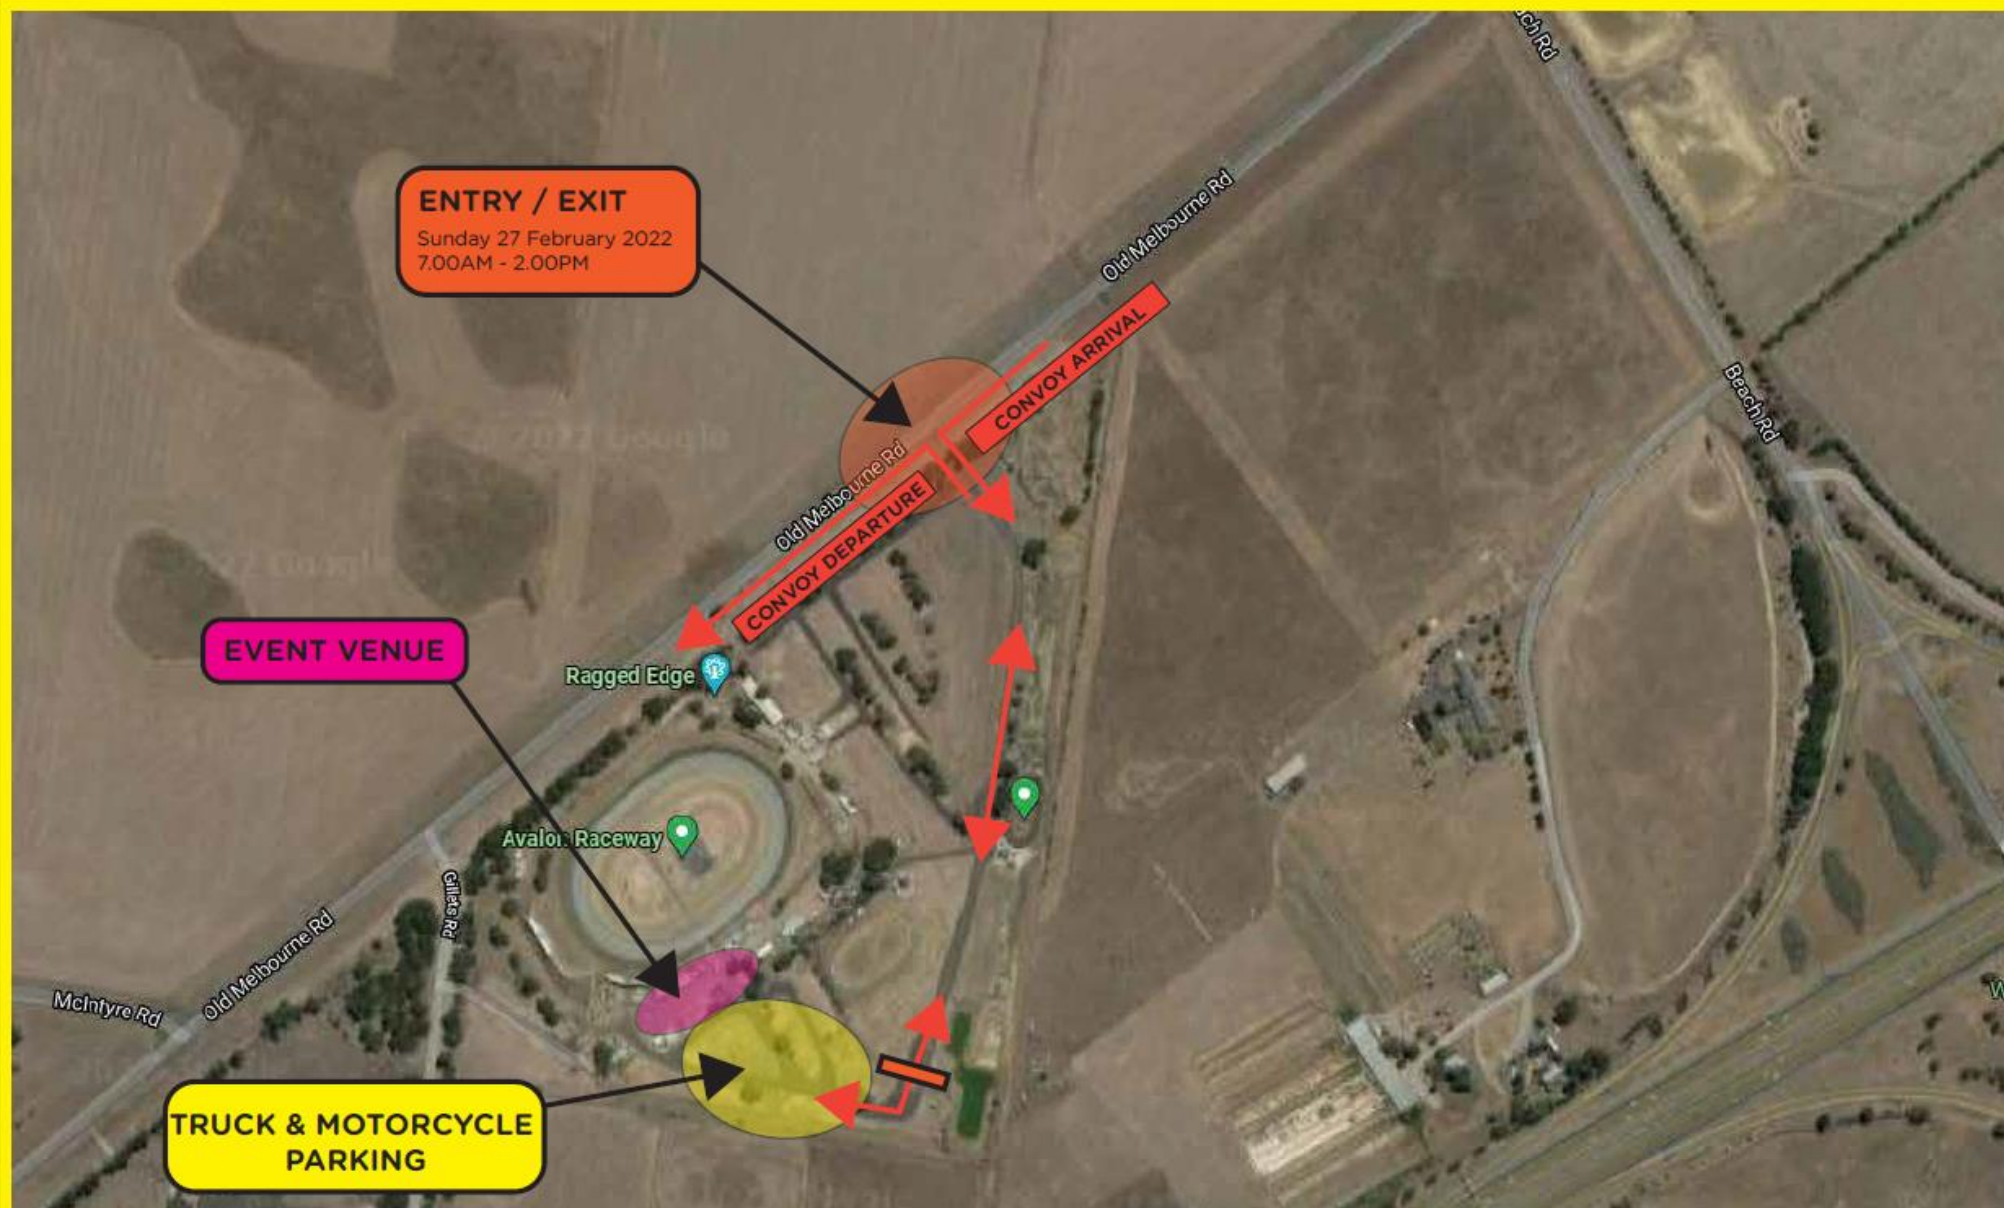 ach Rd
ENTRY / EXIT
Sunday 27 February 2022
7.00AM - 2.00PM
Old Melbourne Rd
CONVOY ARRIVAL
Beach Rd
Old Melbourne Rd
CONVOY DEPARTURE
EVENT VENUE
Ragged Edge
Avalon Raceway
Gillets Rd
Old Melbourne Rd
McIntyre Rd
W
TRUCK & MOTORCYCLE
PARKING